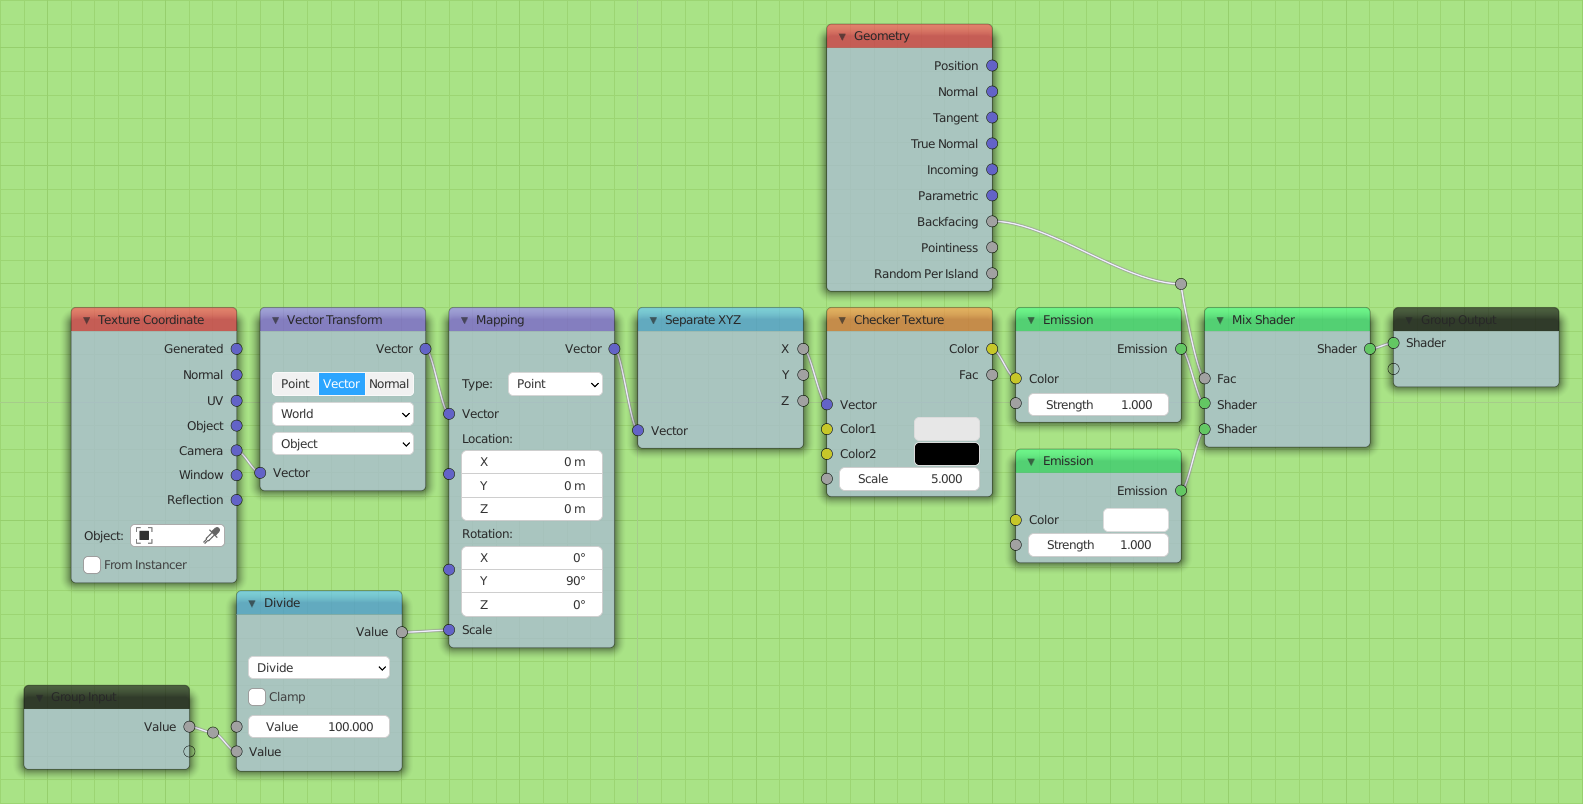 Geometry
Position
Normal
Tangent
True Normal
Incoming
Parametric
Backfacing
Pointiness
Random Per Island
Texture Coordinate
Generated
Normal
UV
Object
Camera
Window
Reflection
Object:
From Instancer
Vector Transform
Vector
Point Vector Normal
World
Object
Vector
Mapping
Vector
Type: Point
Vector
Location:
X 0 m
Y 0 m
Z 0 m
Rotation:
X 0°
Y 90°
Z 0°
Scale
Separate XYZ
X
Y
Z
Vector
Checker Texture
Color
Fac
Vector
Color1
Color2
Scale 5.000
Emission
Emission
Color
Strength 1.000
Emission
Emission
Color
Strength 1.000
Mix Shader
Shader
Fac
Shader
Shader
Group Output
Shader
Divide
Value
Divide
Clamp
Value 100.000
Value
Group Input
Value